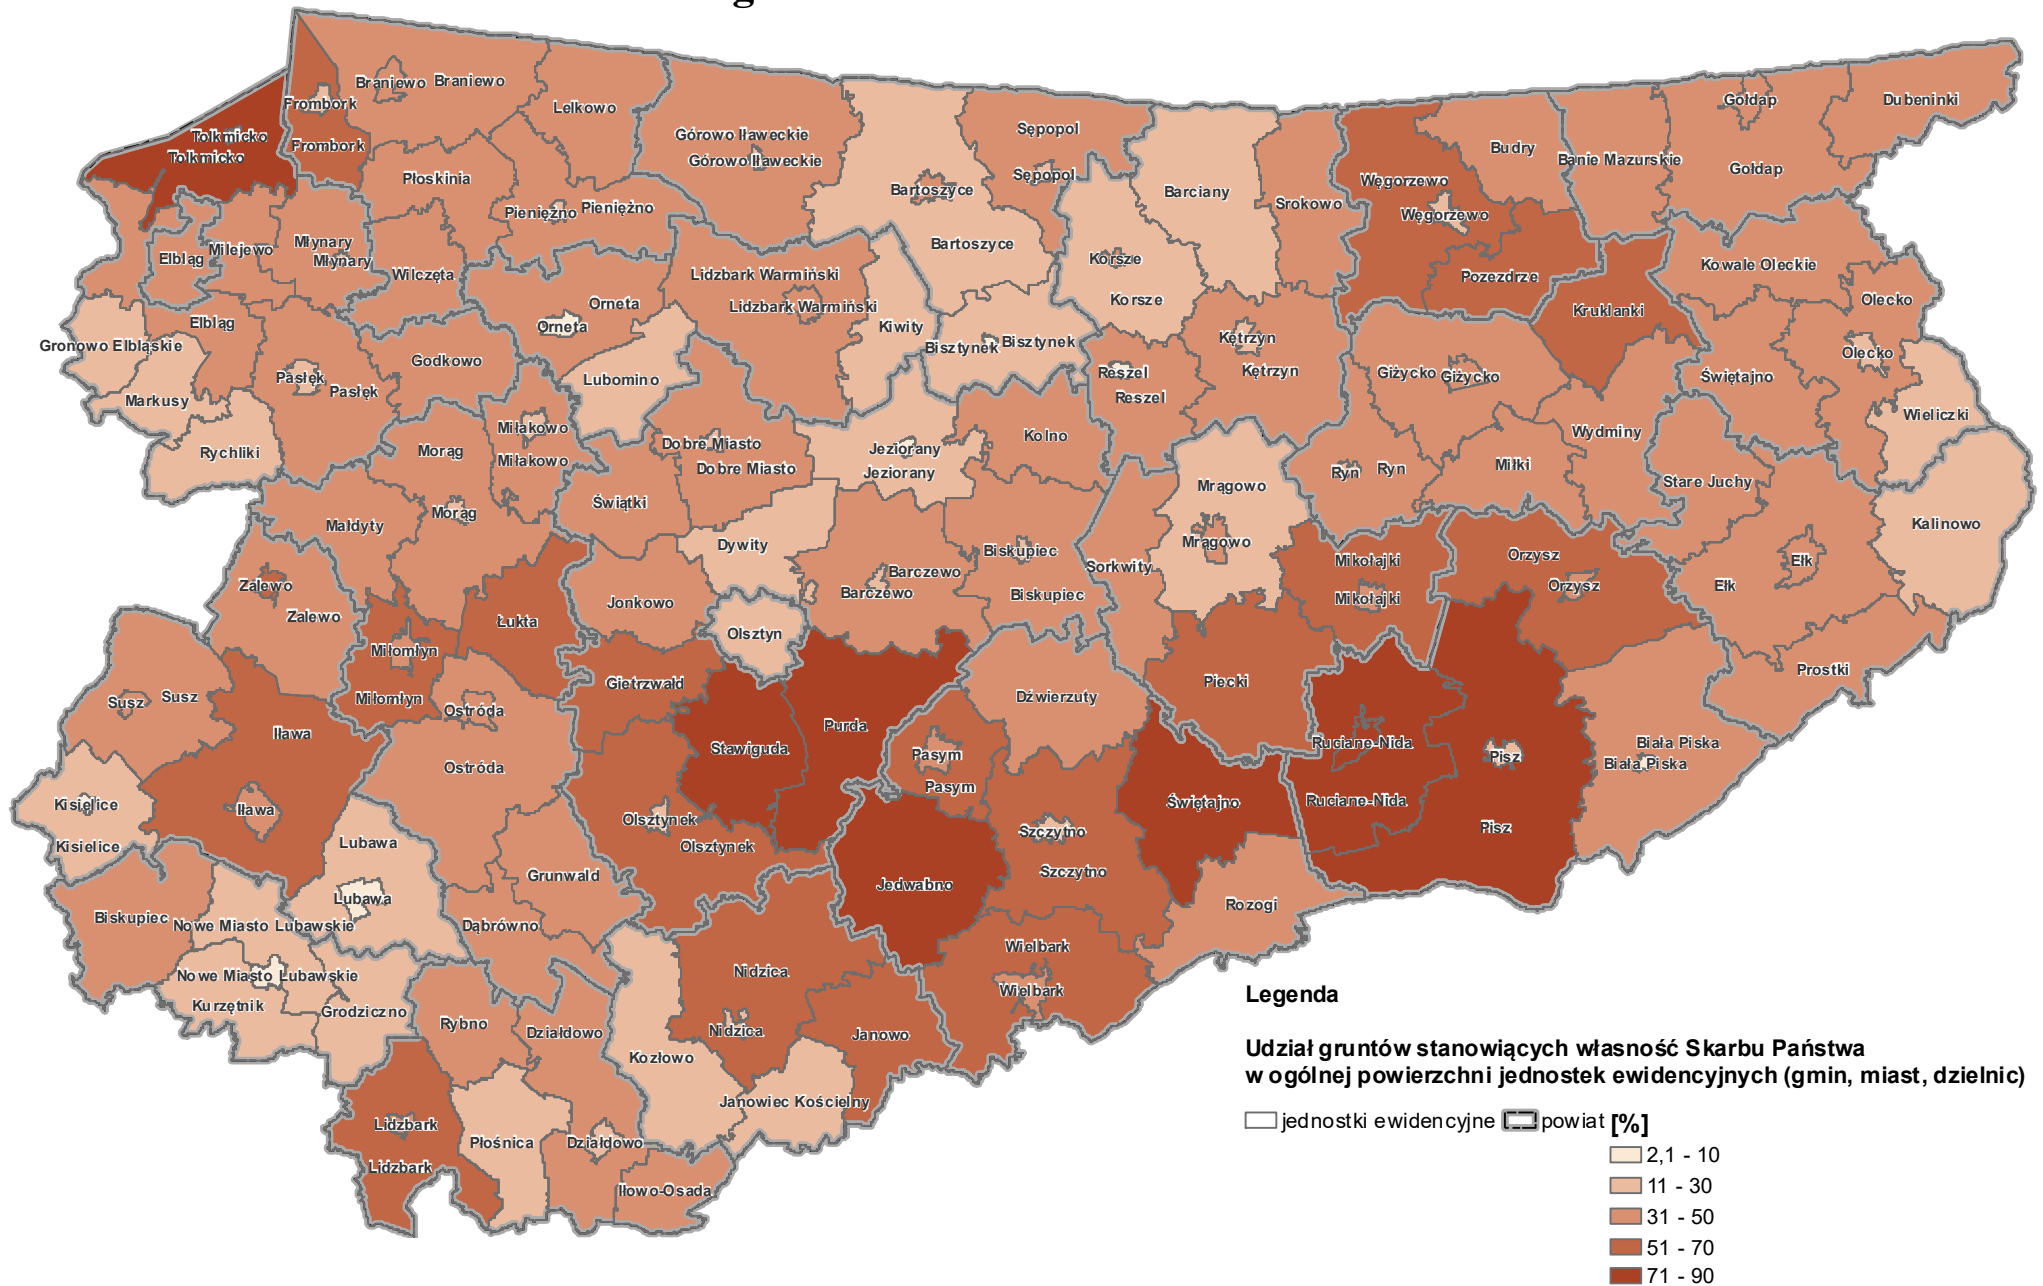 g
Braniewo Braniewo
Frombork
Lelkowo
Gołdap
Dubeninki
Tolkmicko
Tolkmicko
Frombork
Górowo Iławeckie
Górowo Iławeckie
Sępopol
Sępopol
Budry
Banie Mazurskie
Gołdap
Płoskinia
Bartoszyce
Barciany
Węgorzewo
Srokowo
Węgorzewo
Pieniężno
Pieniężno
Elbląg
Milejewo
Młynary
Młynary
Wilczęta
Bartoszyce
Lidzbark Warmiński
Lidzbark Warmiński
Korsze
Korsze
Pozezdrze
Kowale Oleckie
Kruklanki
Olecko
Orneta
Orneta
Elbląg
Gronowo Elbląskie
Kiwity
Bisztynek
Bisztynek
Kętrzyn
Kętrzyn
Olecko
Godkowo
Lubomino
Reszel
Reszel
Giżycko
Giżycko
Świętajno
Pasłęk
Pasłęk
Markusy
Wieliczki
Rychliki
Morąg
Miłakowo
Miłakowo
Dobre Miasto
Dobre Miasto
Jeziorany
Jeziorany
Kolno
Wydminy
Ryn
Ryn
Miłki
Stare Juchy
Mrągowo
Świątki
Małdyty
Morąg
Kalinowo
Dywity
Biskupiec
Mrągowo
Sorkwity
Mikołajki
Orzysz
Orzysz
Ełk
Ełk
Zalewo
Zalewo
Barczewo
Barczewo
Biskupiec
Mikołajki
Jonkowo
Łukta
Olsztyn
Miłomłyn
Miłomłyn
Prostki
Gietrzwałd
Piecki
Dźwierzuty
Susz
Susz
Ostróda
Iława
Purda
Stawiguda
Ruciane-Nida
Biała Piska
Biała Piska
Pasym
Pasym
Pisz
Ostróda
Kisielice
Kisielice
Iława
Olsztynek
Olsztynek
Świętajno
Ruciane-Nida
Szczytno
Szczytno
Pisz
Lubawa
Lubawa
Grunwald
Jedwabno
Rozogi
Biskupiec
Nowe Miasto Lubawskie
Dąbrówno
Wielbark
Wielbark
Nowe Miasto Lubawskie
Nidzica
Nidzica
Kurzętnik
Grodziczno
Rybno
Działdowo
Janowo
Kozłowo
Janowiec Kościelny
Lidzbark
Lidzbark
Płośnica
Działdowo
Iłowo-Osada
Legenda
Udział gruntów stanowiących własność Skarbu Państwa
w ogólnej powierzchni jednostek ewidencyjnych (gmin, miast, dzielnic)
jednostki ewidencyjne powiat [%]
2,1 - 10
11 - 30
31 - 50
51 - 70
71 - 90